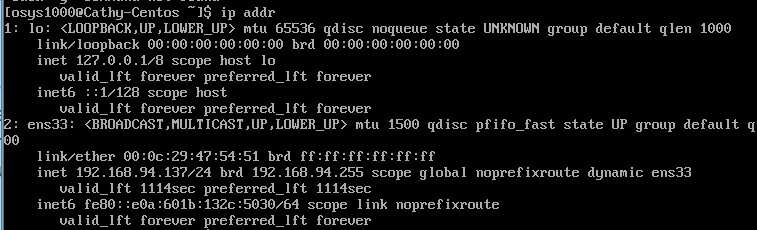 [osys1000@Cathy-Centos ~]$ ip addr
1: lo: <LOOPBACK,UP,LOWER_UP> mtu 65536 qdisc noqueue state UNKNOWN group default qlen 1000
    link/loopback 00:00:00:00:00:00 brd 00:00:00:00:00:00
    inet 127.0.0.1/8 scope host lo
       valid_lft forever preferred_lft forever
    inet6 ::1/128 scope host
       valid_lft forever preferred_lft forever
2: ens33: <BROADCAST,MULTICAST,UP,LOWER_UP> mtu 1500 qdisc pfifo_fast state UP group default q
00
    link/ether 00:0c:29:47:54:51 brd ff:ff:ff:ff:ff:ff
    inet 192.168.94.137/24 brd 192.168.94.255 scope global noprefixroute dynamic ens33
       valid_lft 1114sec preferred_lft 1114sec
    inet6 fe80::e0a:601b:132c:5030/64 scope link noprefixroute
       valid_lft forever preferred_lft forever